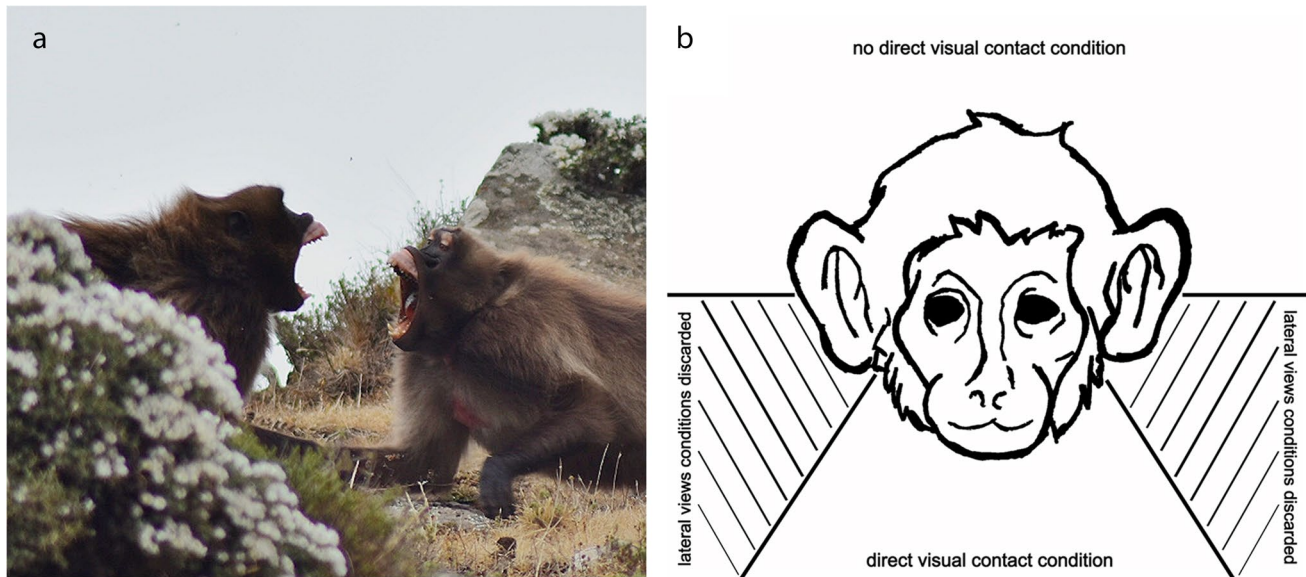 a
b
no direct visual contact condition
lateral views conditions discarded
lateral views conditions discarded
direct visual contact condition